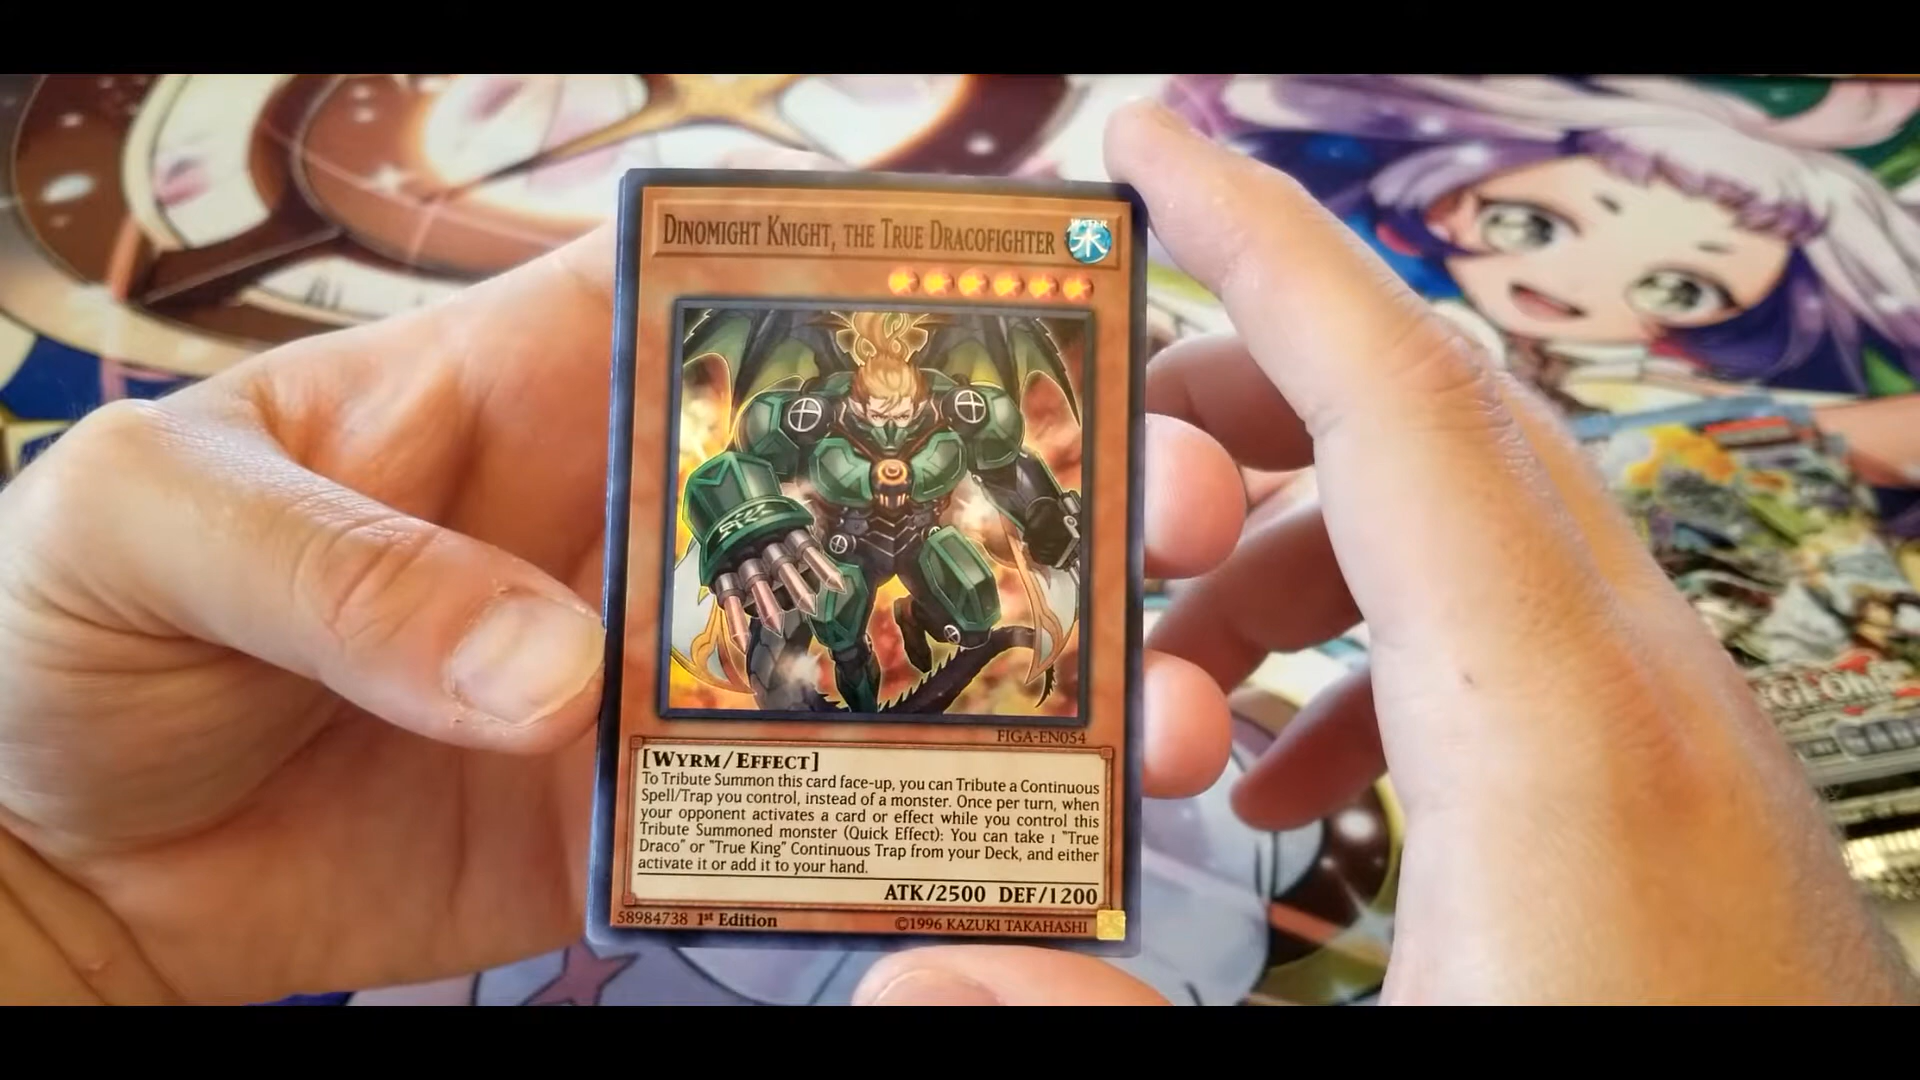 DINOMIGHT KNIGHT, THE TRUE DRACOFIGHTER
WATER
水
FIGA-EN054
[WYRM/EFFECT]
To Tribute Summon this card face-up, you can Tribute a Continuous
Spell/Trap you control, instead of a monster. Once per turn, when
your opponent activates a card or effect while you control this
Tribute Summoned monster (Quick Effect): You can take 1 "True
Draco" or "True King" Continuous Trap from your Deck, and either
activate it or add it to your hand.
ATK/2500 DEF/1200
58984738 1st Edition
©1996 KAZUKI TAKAHASHI